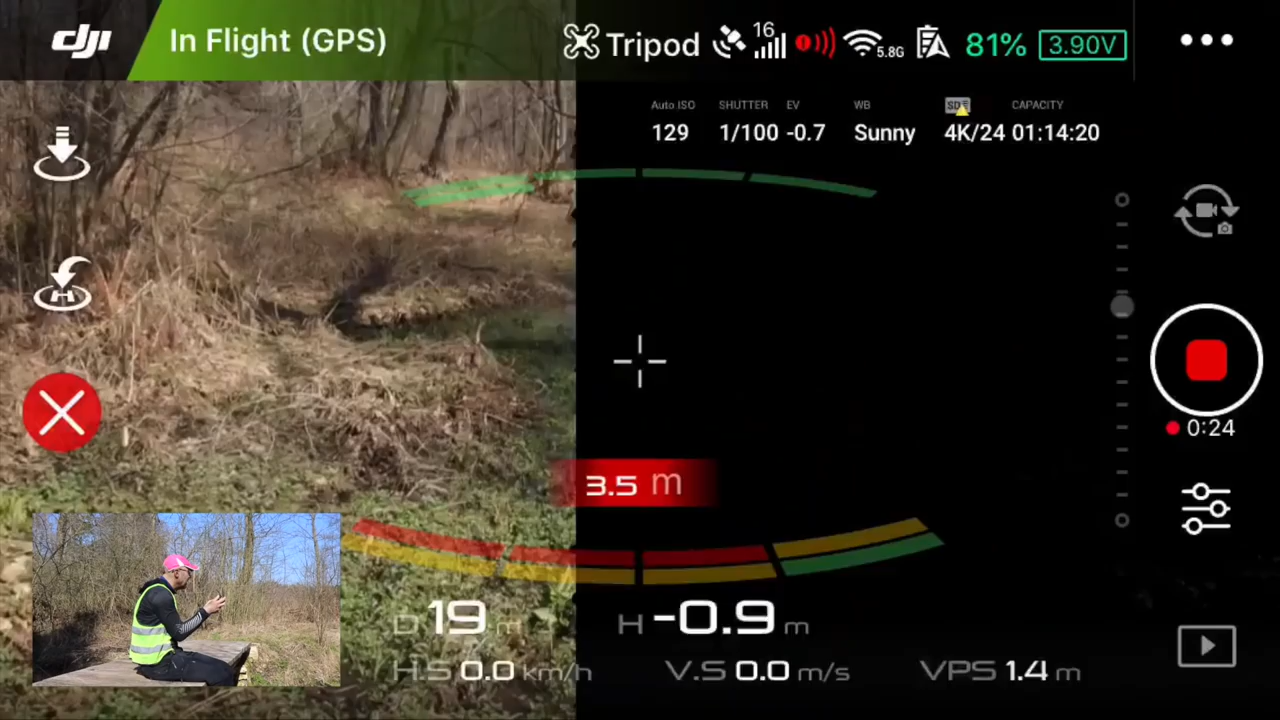 dji In Flight (GPS) Tripod 16 5.8G 81% 3.90V
Auto ISO SHUTTER EV WB SD CAPACITY
129 1/100 -0.7 Sunny 4K/24 01:14:20
H
0:24
3.5 m
D 19 m H -0.9 m
H.S 0.0 km/h V.S 0.0 m/s VPS 1.4 m